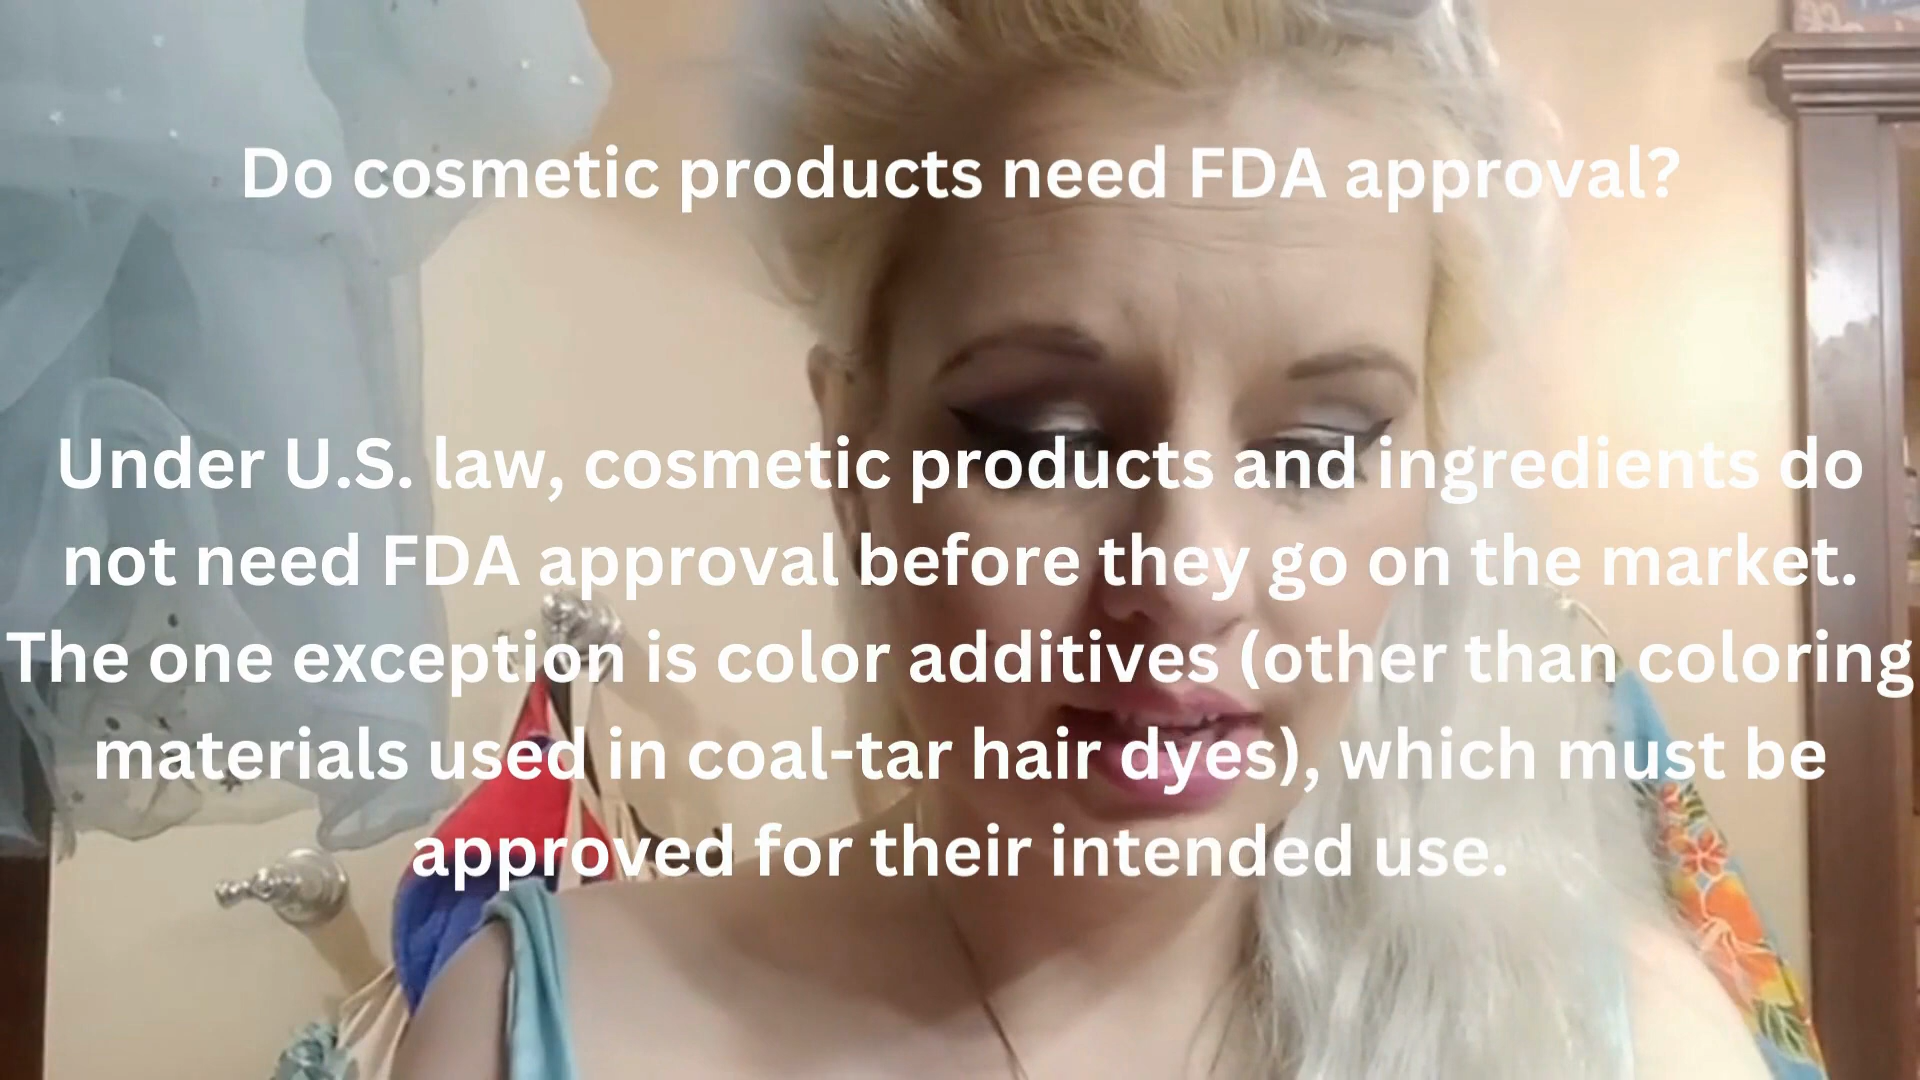 Do cosmetic products need FDA approval?
Under U.S. law, cosmetic products and ingredients do
not need FDA approval before they go on the market.
The one exception is color additives (other than coloring
materials used in coal-tar hair dyes), which must be
approved for their intended use.